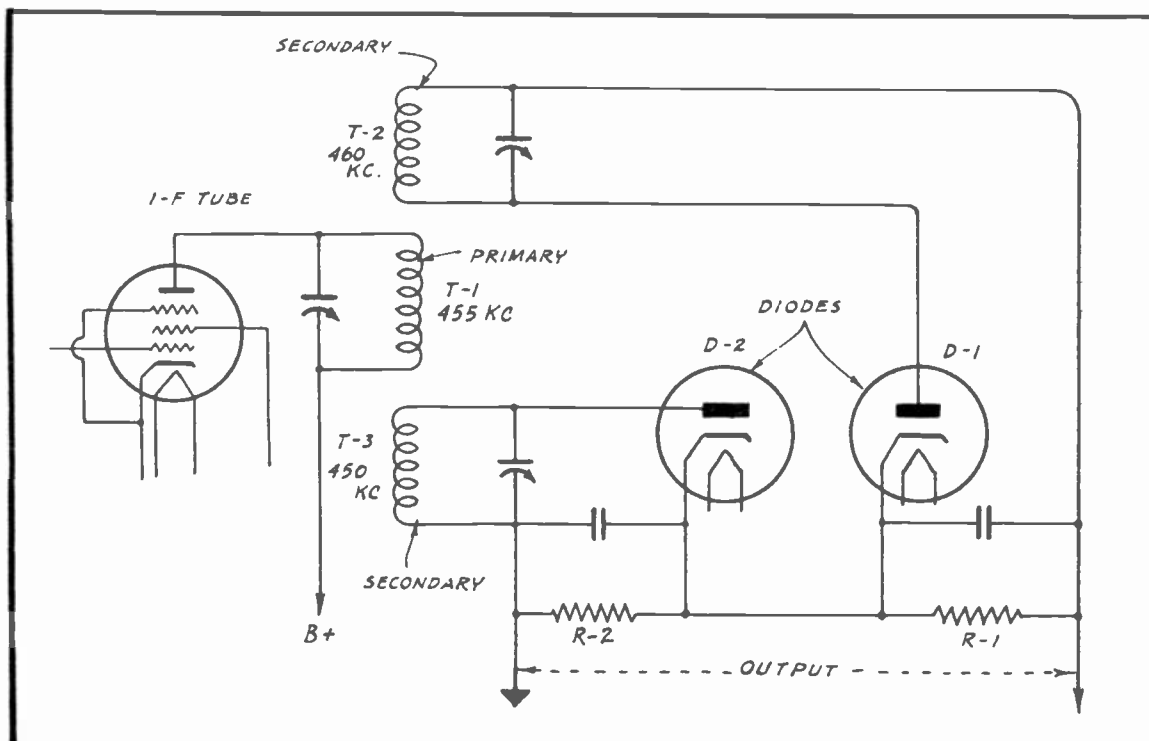 SECONDARY
T-2
460
KC.
I-F TUBE
PRIMARY
T-1
455 KC
DIODES
D-2
D-1
T-3
450
KC
SECONDARY
B+
R-2
R-1
OUTPUT